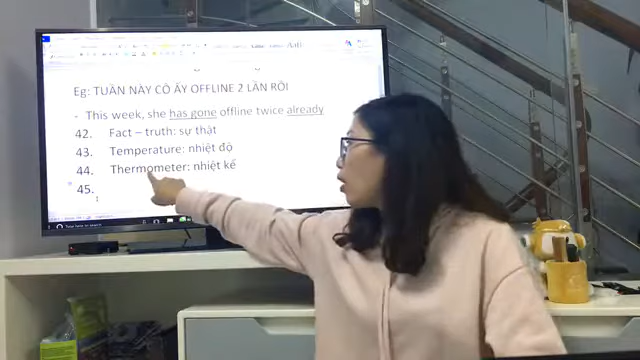 Eg: TUẦN NÀY CÔ ẤY OFFLINE 2 LẦN RỒI
- This week, she has gone offline twice already
42. Fact – truth: sự thật
43. Temperature: nhiệt độ
44. Thermometer: nhiệt kế
45.